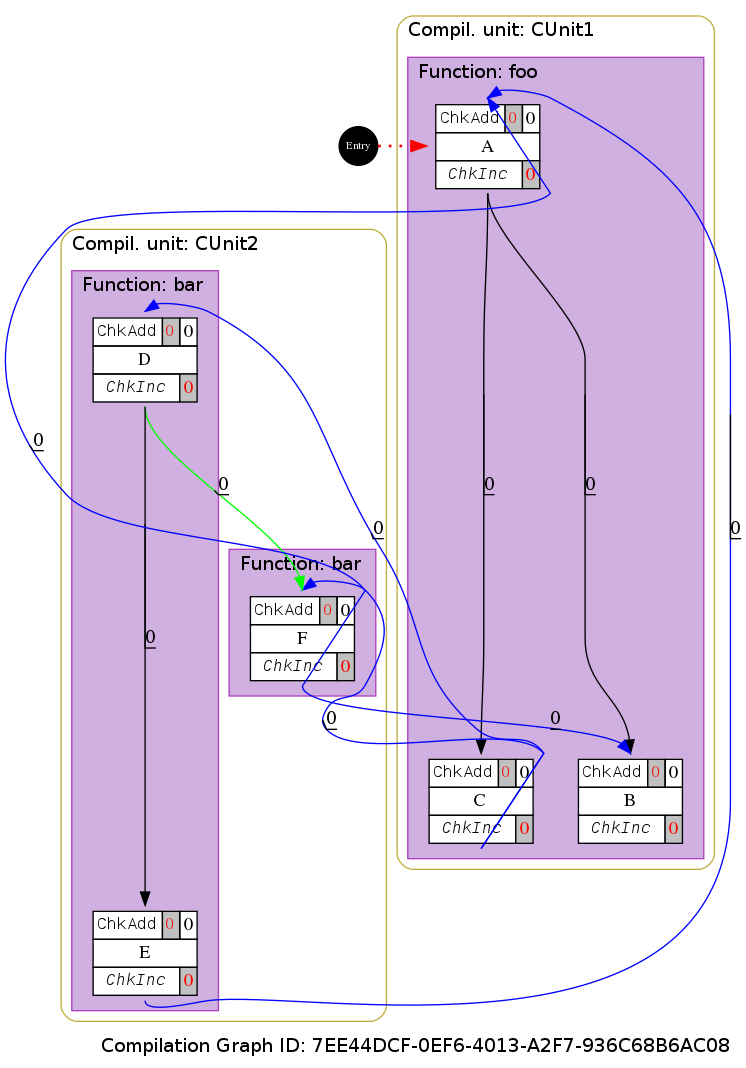 Compil. unit: CUnit1
Function: foo
ChkAdd 0 0
Entry
A
ChkInc 0
Compil. unit: CUnit2
Function: bar
ChkAdd 0 0
D
ChkInc 0
0
0
0
0
0
0
Function: bar
ChkAdd 0 0
F
ChkInc 0
0
0
0
ChkAdd 0 0
C
ChkInc 0
ChkAdd 0 0
B
ChkInc 0
ChkAdd 0 0
E
ChkInc 0
Compilation Graph ID: 7EE44DCF-0EF6-4013-A2F7-936C68B6AC08